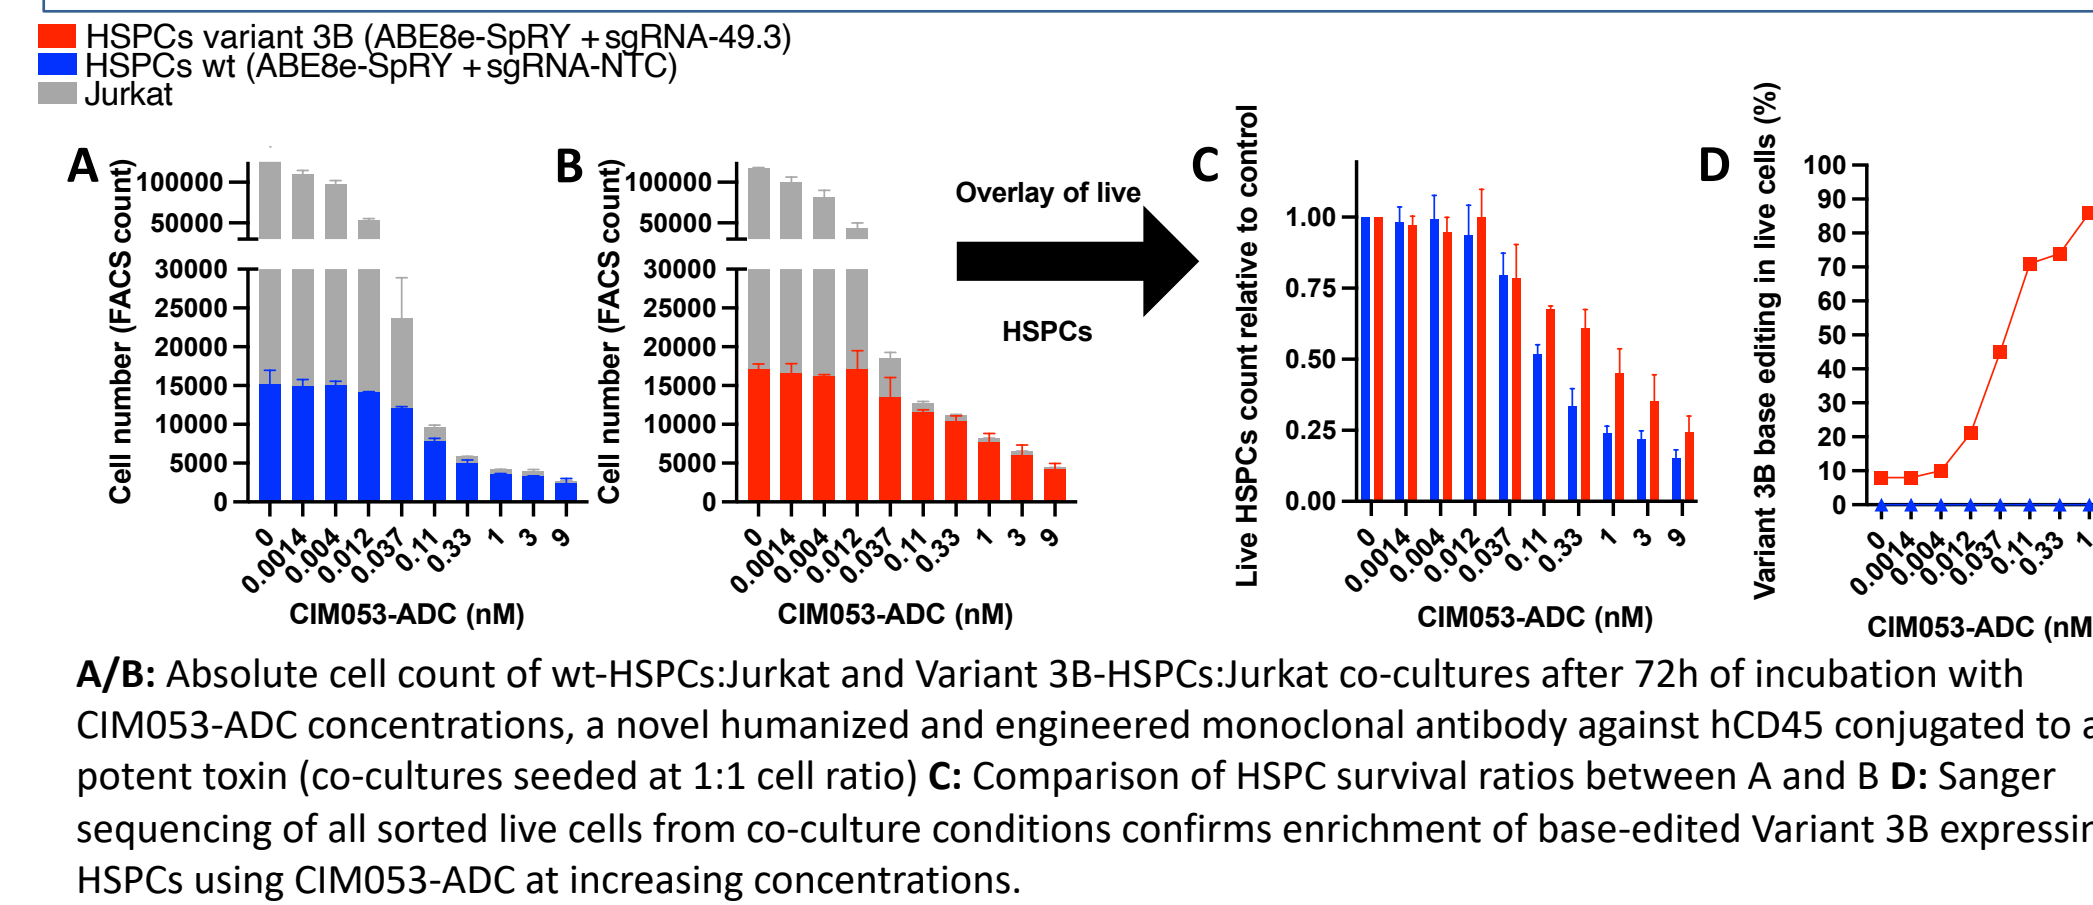 HSPCs variant 3B (ABE8e-SpRY + sgRNA-49.3)
HSPCs wt (ABE8e-SpRY + sgRNA-NTC)
Jurkat
A
Cell number (FACS count)
100000
50000
30000
25000
20000
15000
10000
5000
0
0 0.0014 0.004 0.012 0.037 0.11 0.33 1 3 9
CIM053-ADC (nM)
B
Cell number (FACS count)
100000
50000
30000
25000
20000
15000
10000
5000
0
0 0.0014 0.004 0.012 0.037 0.11 0.33 1 3 9
CIM053-ADC (nM)
Overlay of live
HSPCs
C
Live HSPCs count relative to control
1.00
0.75
0.50
0.25
0.00
0 0.0014 0.004 0.012 0.037 0.11 0.33 1 3 9
CIM053-ADC (nM)
D
Variant 3B base editing in live cells (%)
100
90
80
70
60
50
40
30
20
10
0
0 0.0014 0.004 0.012 0.037 0.11 0.33 1
CIM053-ADC (nM
A/B: Absolute cell count of wt-HSPCs:Jurkat and Variant 3B-HSPCs:Jurkat co-cultures after 72h of incubation with
CIM053-ADC concentrations, a novel humanized and engineered monoclonal antibody against hCD45 conjugated to a
potent toxin (co-cultures seeded at 1:1 cell ratio) C: Comparison of HSPC survival ratios between A and B D: Sanger
sequencing of all sorted live cells from co-culture conditions confirms enrichment of base-edited Variant 3B expressin
HSPCs using CIM053-ADC at increasing concentrations.